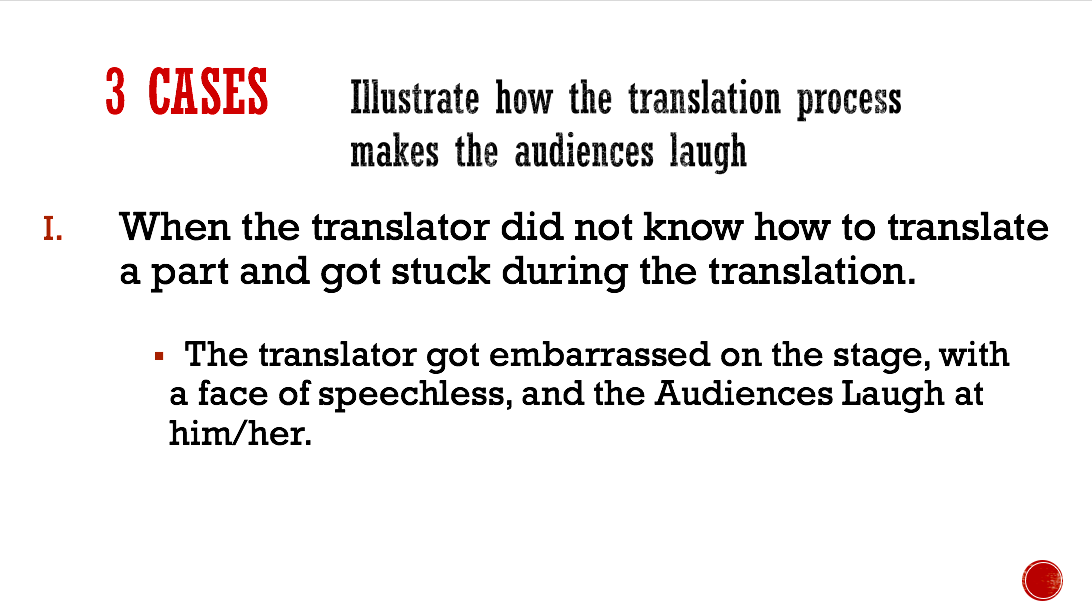 3 CASES
Illustrate how the translation process
makes the audiences laugh
I. When the translator did not know how to translate
a part and got stuck during the translation.
▪ The translator got embarrassed on the stage, with
a face of speechless, and the Audiences Laugh at
him/her.